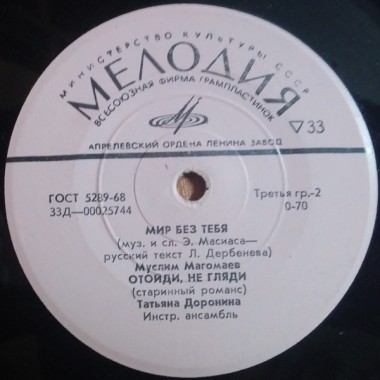 МИНИСТЕРСТВО КУЛЬТУРЫ СССР
МЕЛОДИЯ
ВСЕСОЮЗНАЯ ФИРМА ГРАМПЛАСТИНОК
▽33
АПРЕЛЕВСКИЙ ОРДЕНА ЛЕНИНА ЗАВОД
ГОСТ 5289-68
33Д—00025744
Третья гр.-2
0-70
МИР БЕЗ ТЕБЯ
(муз. и сл. Э. Масиаса—
русский текст Л. Дербенева)
Муслим Магомаев
ОТОЙДИ, НЕ ГЛЯДИ
(старинный романс)
Татьяна Доронина
Инстр. ансамбль